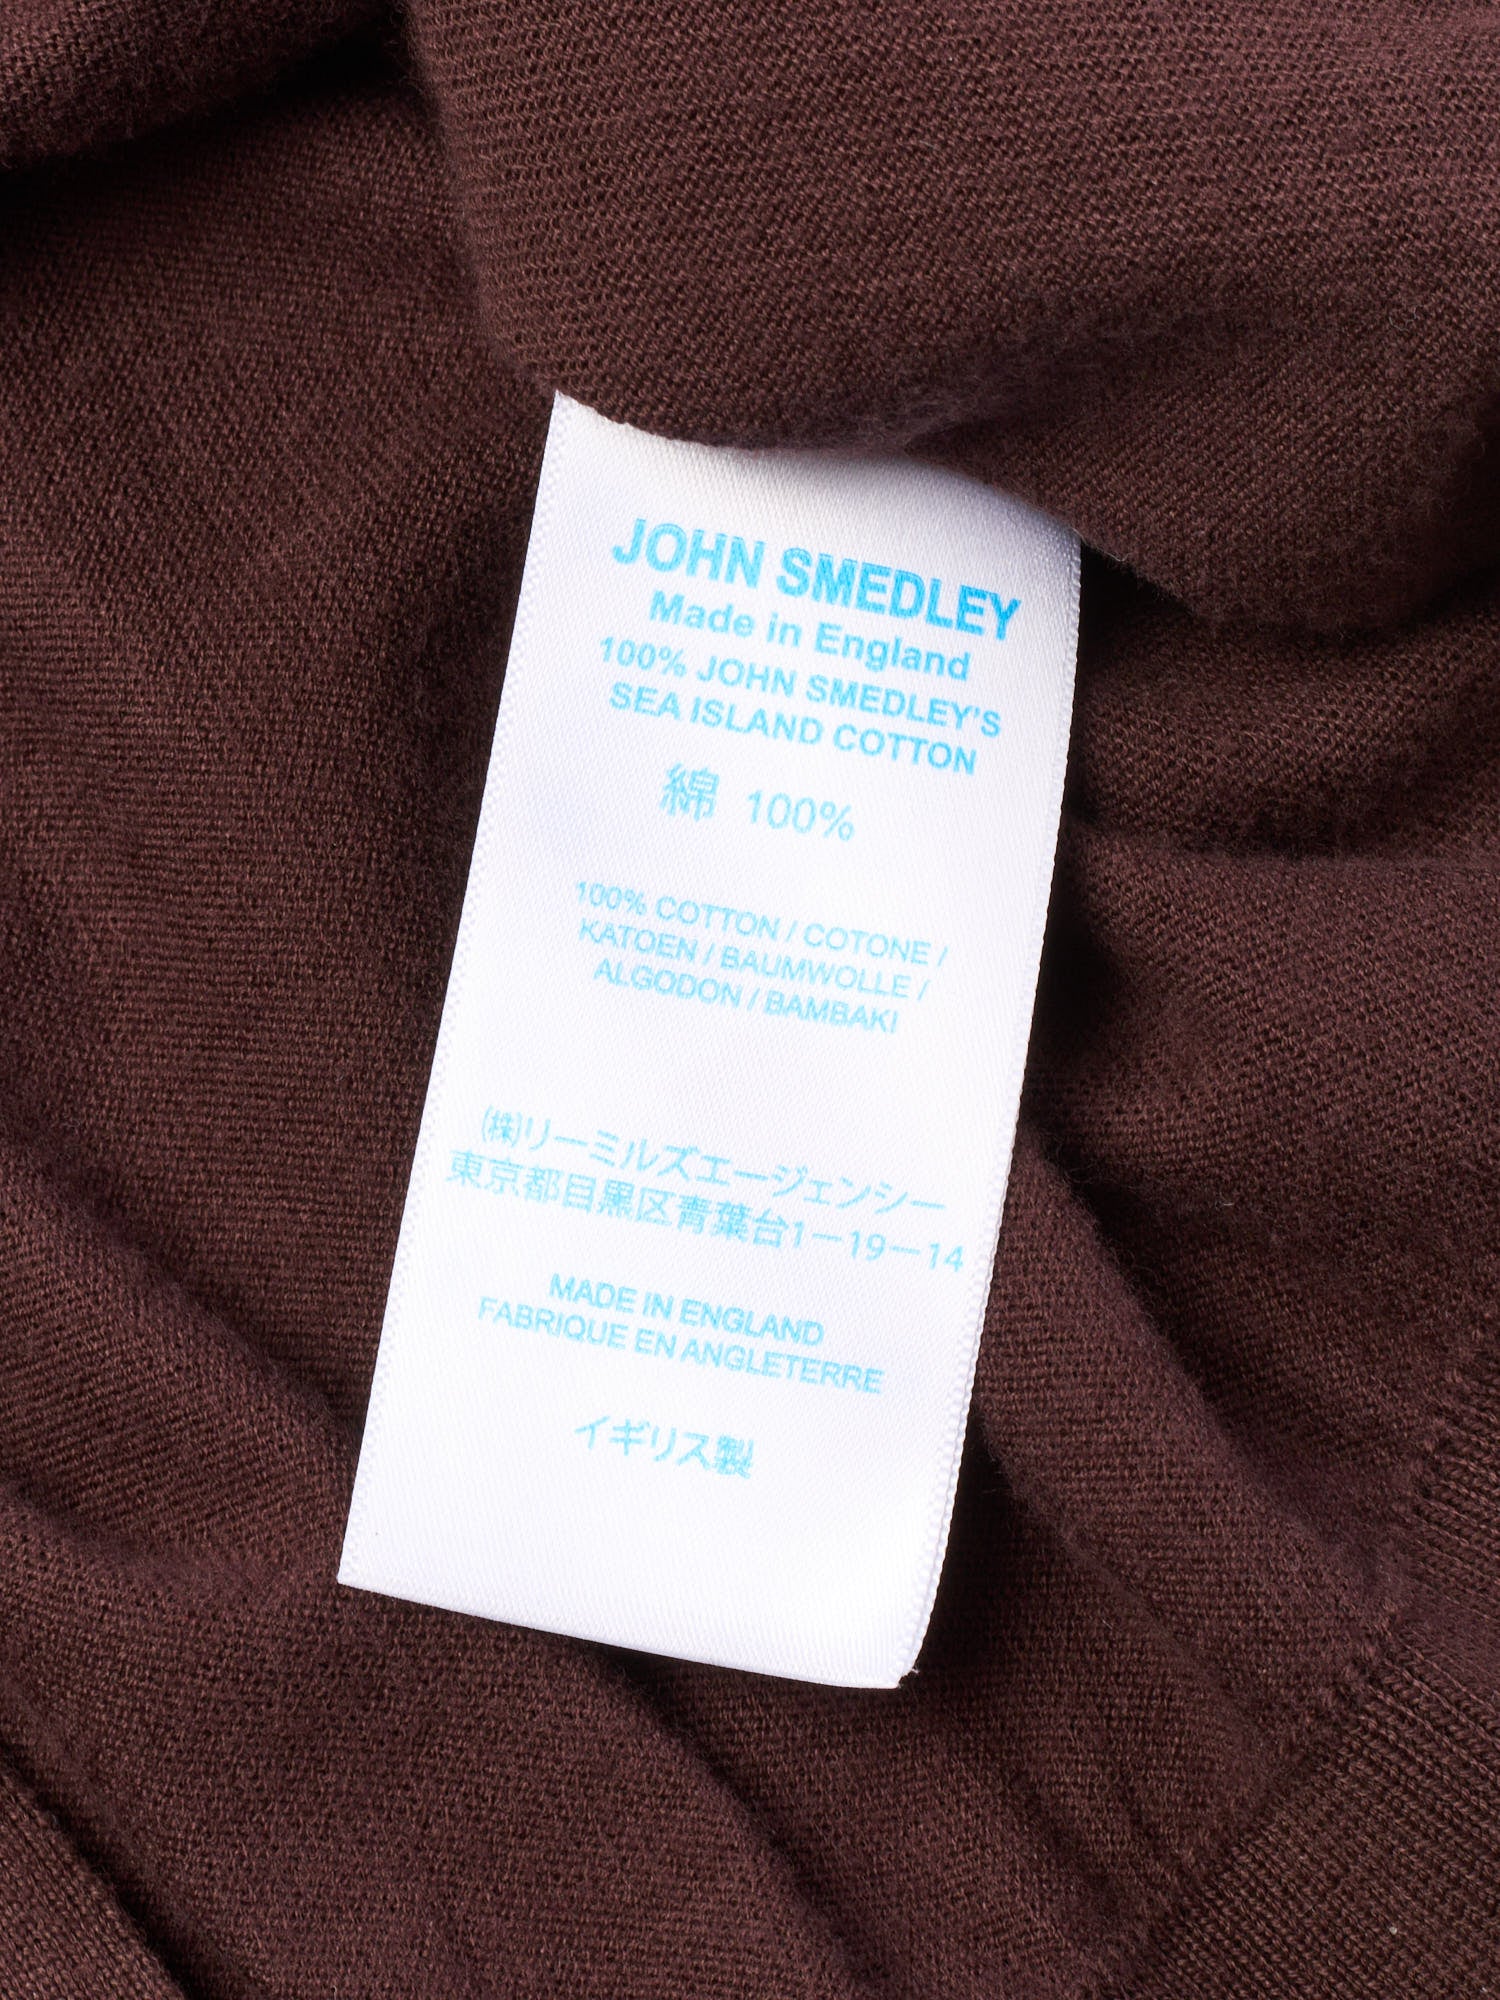 JOHN SMEDLEY
Made in England
100% JOHN SMEDLEY'S
SEA ISLAND COTTON
綿 100%
100% COTTON / COTONE /
KATOEN / BAUMWOLLE /
ALGODON / BAMBAKI
(株)リーミルズエージェンシー
東京都目黒区青葉台1－19－14
MADE IN ENGLAND
FABRIQUE EN ANGLETERRE
イギリス製